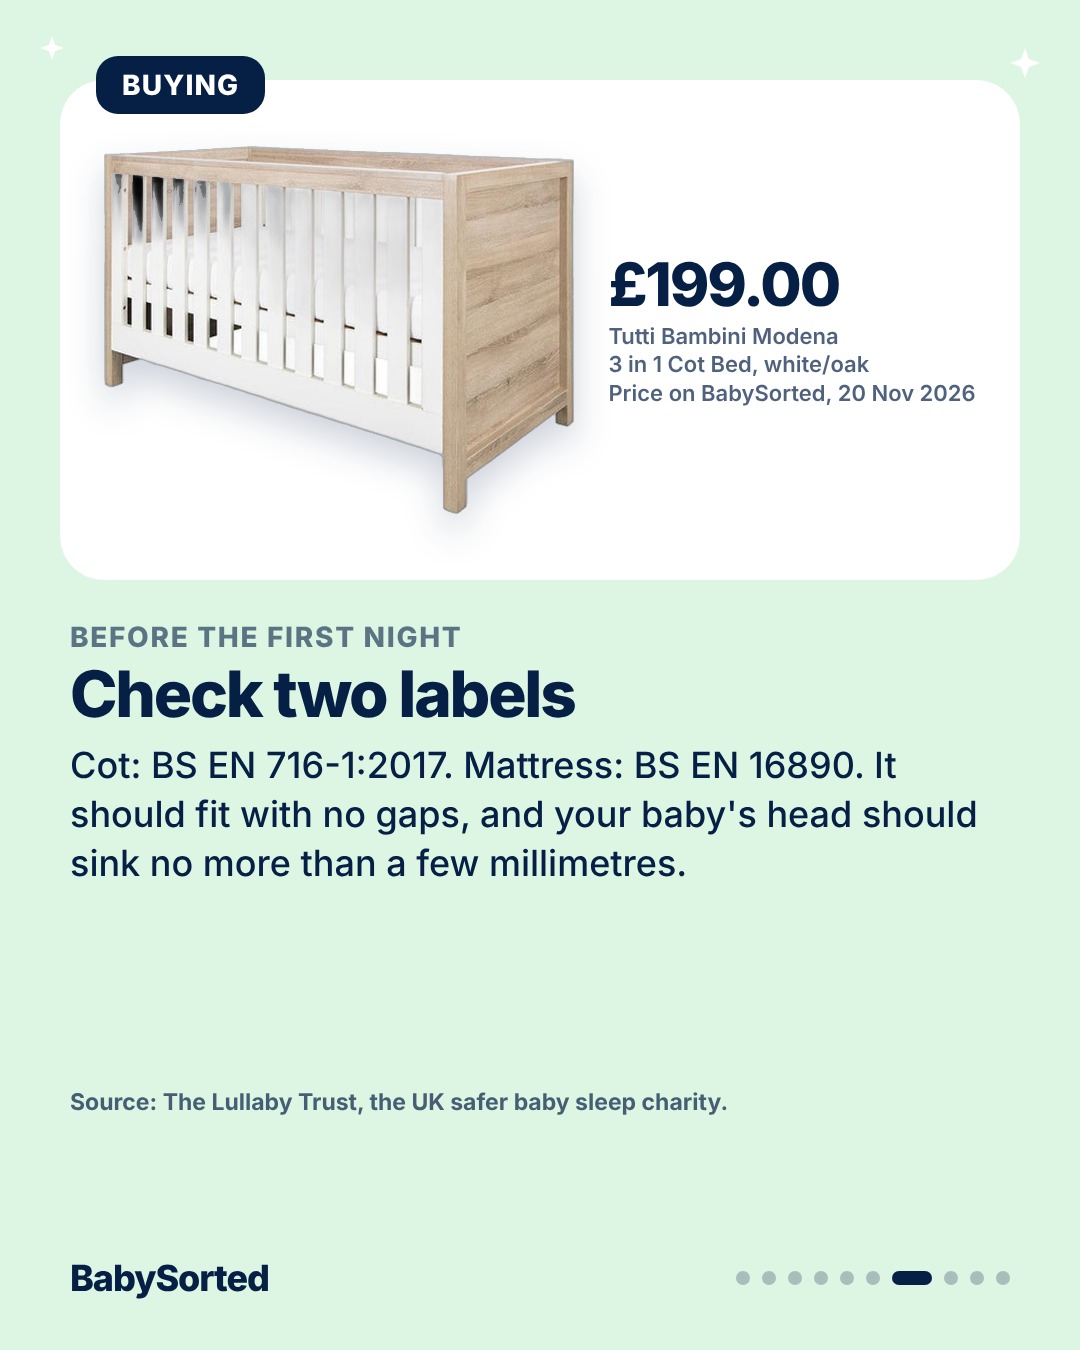 BUYING
£199.00
Tutti Bambini Modena
3 in 1 Cot Bed, white/oak
Price on BabySorted, 20 Nov 2026
BEFORE THE FIRST NIGHT
Check two labels
Cot: BS EN 716-1:2017. Mattress: BS EN 16890. It
should fit with no gaps, and your baby's head should
sink no more than a few millimetres.
Source: The Lullaby Trust, the UK safer baby sleep charity.
BabySorted